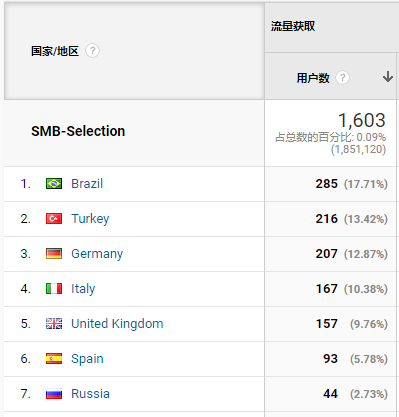 流量获取
国家/地区 ?
用户数 ?
SMB-Selection
1,603
占总数的百分比: 0.09%
(1,851,120)
1. Brazil 285 (17.71%)
2. Turkey 216 (13.42%)
3. Germany 207 (12.87%)
4. Italy 167 (10.38%)
5. United Kingdom 157 (9.76%)
6. Spain 93 (5.78%)
7. Russia 44 (2.73%)